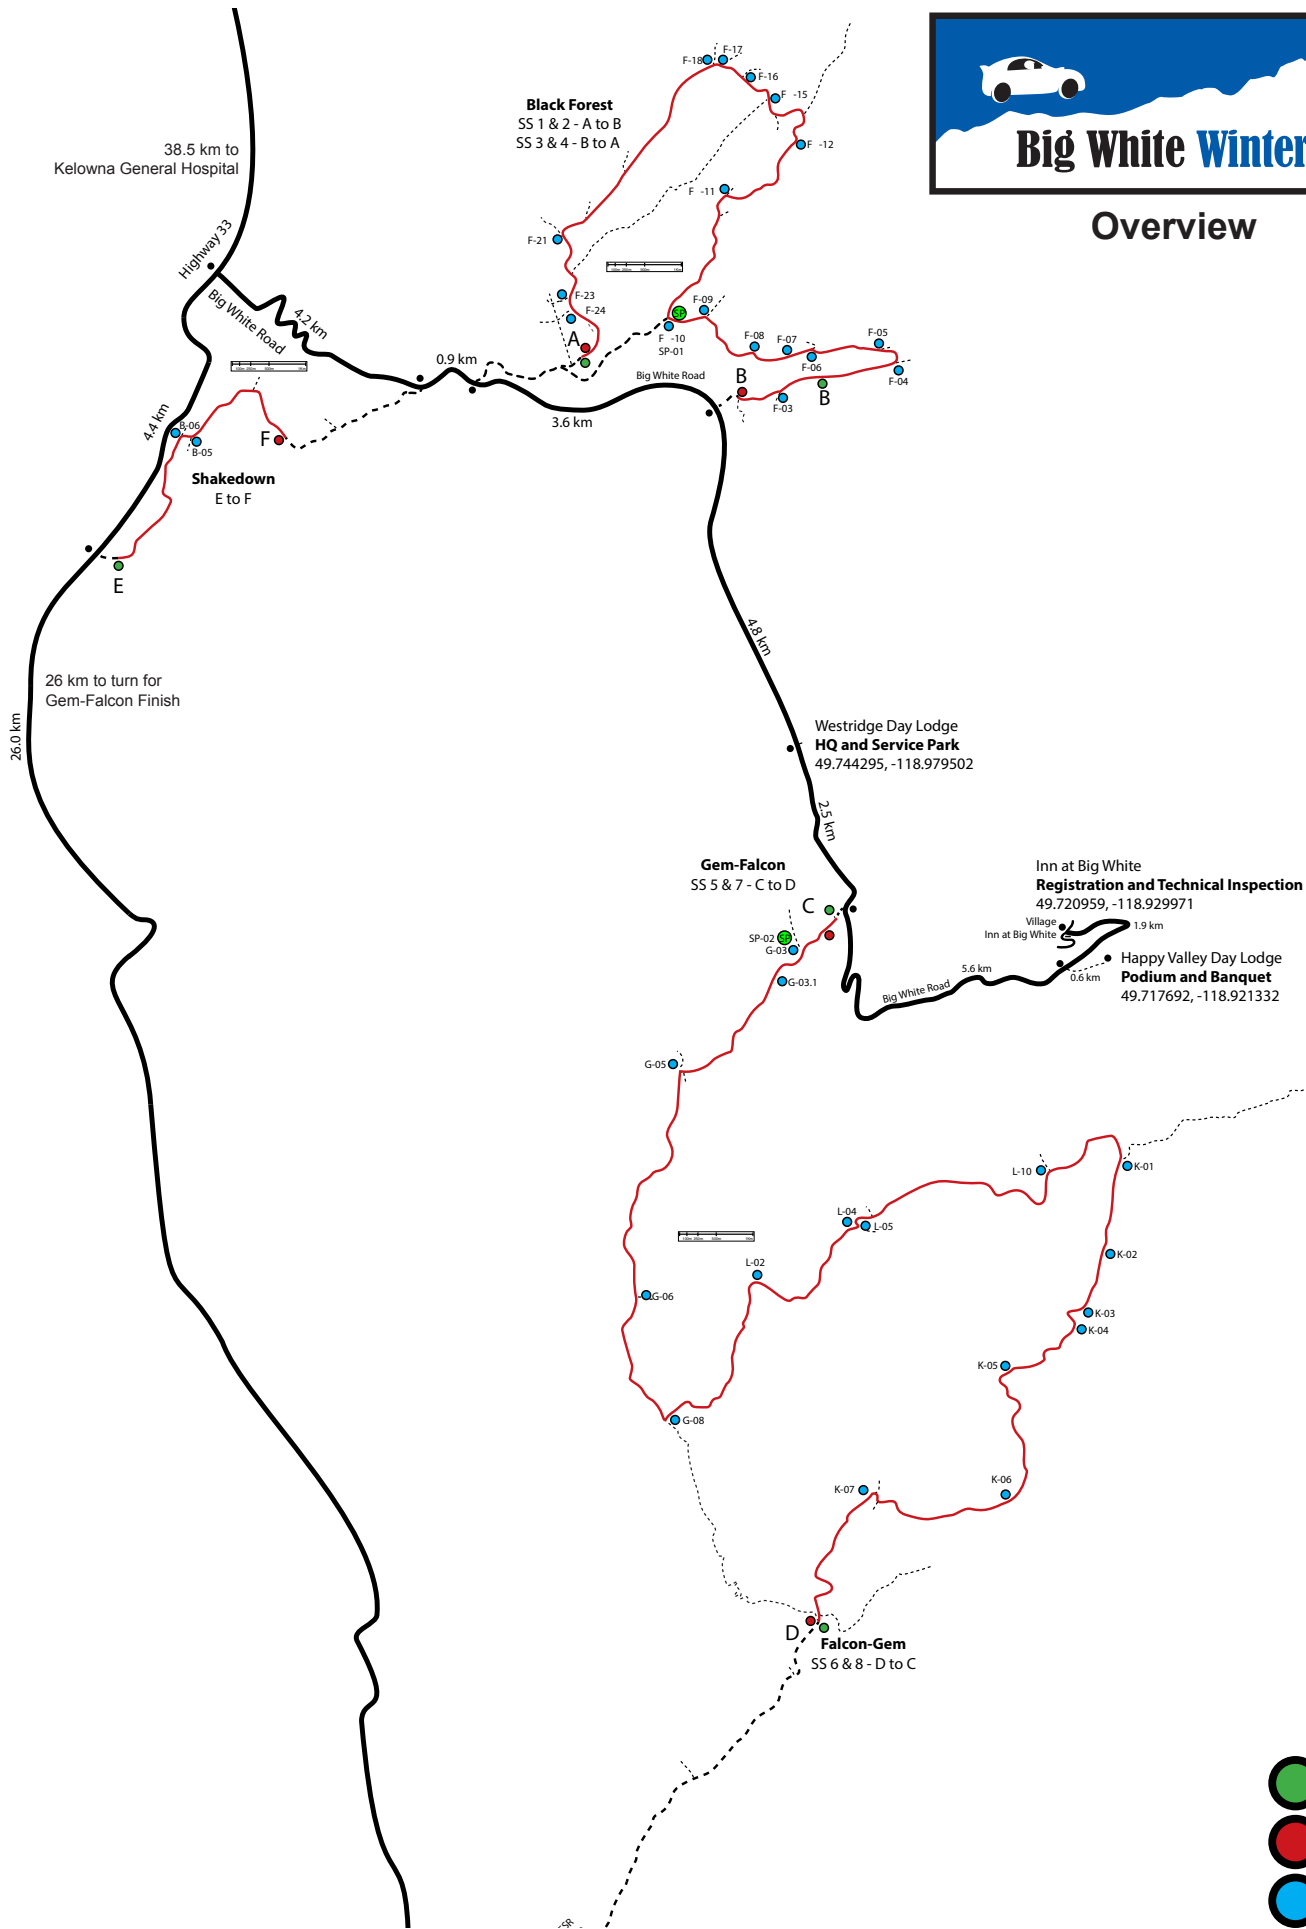 Big White Winter
Overview
38.5 km to
Kelowna General Hospital
Highway 33
Big White Road
4.2 km
0.9 km
3.6 km
Big White Road
4.4 km
Black Forest
SS 1 & 2 - A to B
SS 3 & 4 - B to A
F-18
F-17
F-16
F -15
F -12
F -11
F-21
F-23
F-24
A
SP
F-09
F -10
SP-01
F-08
F-07
F-06
F-05
F-04
B
F-03
B
B-06
B-05
F
Shakedown
E to F
E
26 km to turn for
Gem-Falcon Finish
26.0 km
4.8 km
Westridge Day Lodge
HQ and Service Park
49.744295, -118.979502
2.5 km
Gem-Falcon
SS 5 & 7 - C to D
C
SP-02
SP
G-03
G-03.1
Inn at Big White
Registration and Technical Inspection
49.720959, -118.929971
Village
Inn at Big White
1.9 km
Happy Valley Day Lodge
Podium and Banquet
49.717692, -118.921332
0.6 km
5.6 km
Big White Road
G-05
G-06
G-08
L-02
L-04
L-05
L-10
K-01
K-02
K-03
K-04
K-05
K-06
K-07
D
Falcon-Gem
SS 6 & 8 - D to C